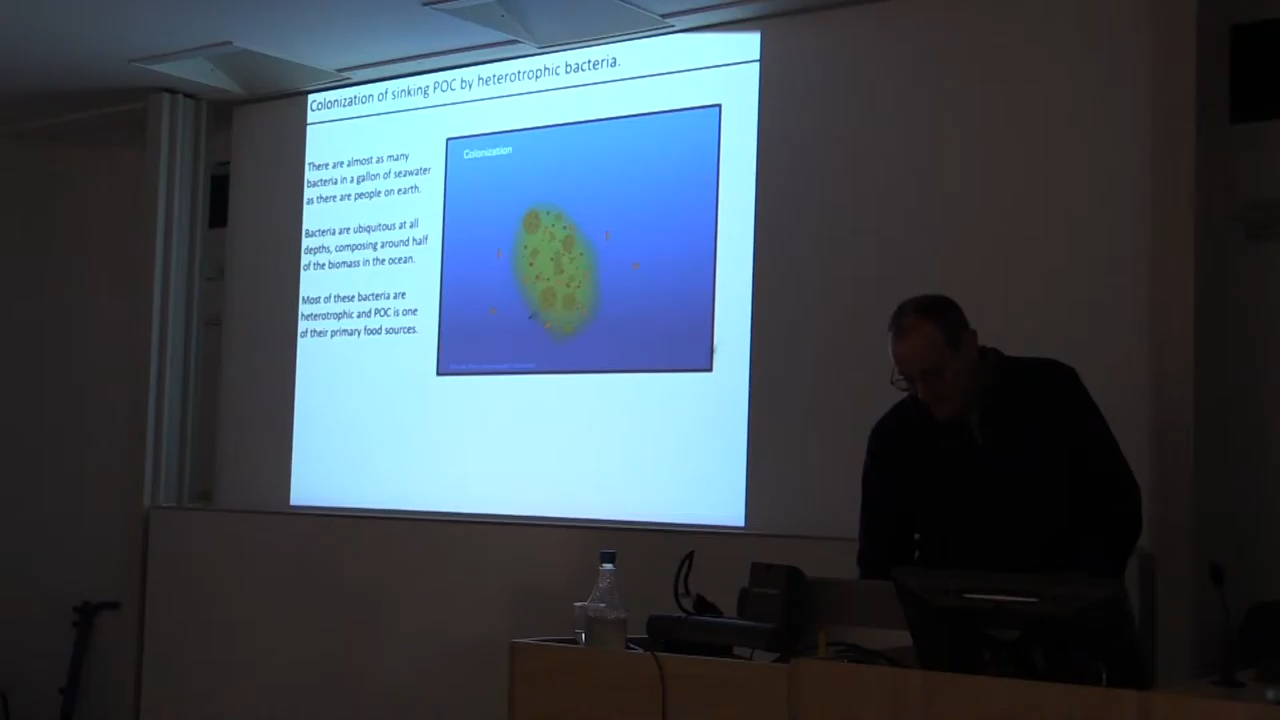 Colonization of sinking POC by heterotrophic bacteria.
There are almost as many
bacteria in a gallon of seawater
as there are people on earth.
Bacteria are ubiquitous at all
depths, composing around half
of the biomass in the ocean.
Most of these bacteria are
heterotrophic and POC is one
of their primary food sources.
Colonization